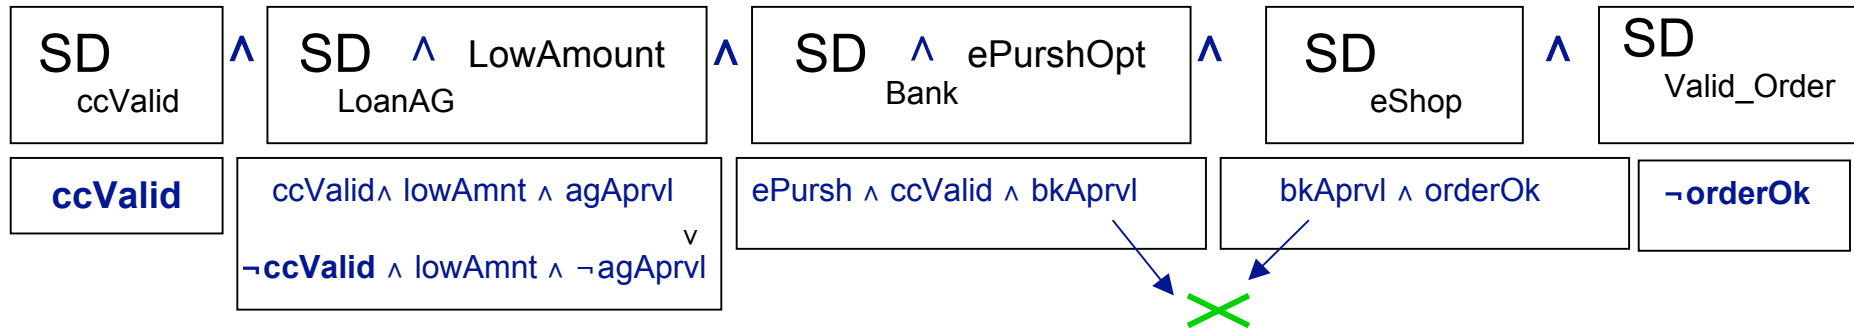 SD ccValid ∧ SD LoanAG ∧ LowAmount ∧ SD Bank ∧ ePurshOpt ∧ SD eShop ∧ SD Valid_Order
ccValid
ccValid ∧ lowAmnt ∧ agAprvl
∨
¬ccValid ∧ lowAmnt ∧ ¬agAprvl
ePursh ∧ ccValid ∧ bkAprvl
bkAprvl ∧ orderOk
¬orderOk